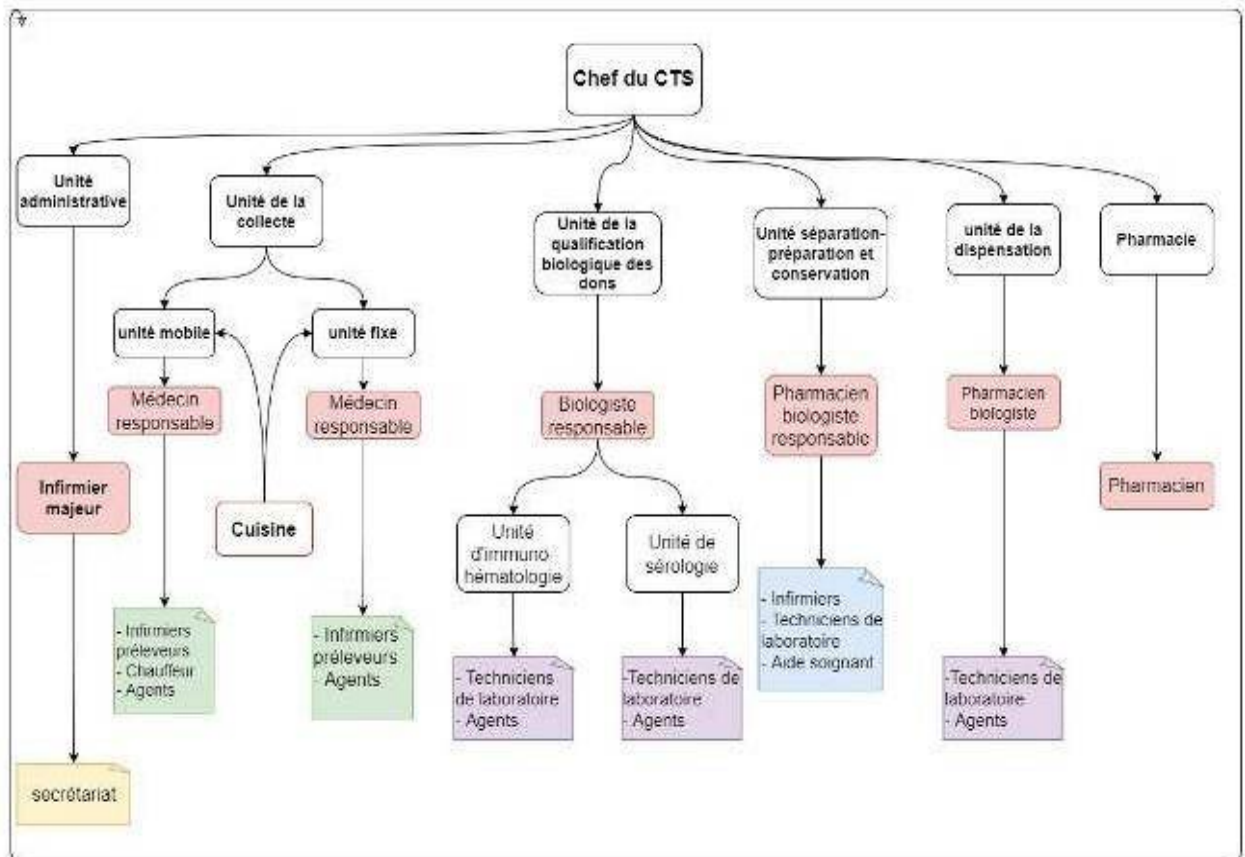 Chef du CTS
Unité
administrative
Unité de la
collecte
Unité de la
qualification
biologique des
dons
Unité séparation-
préparation et
conservation
unité de la
dispensation
Pharmacie
unité mobile
unité fixe
Médecin
responsable
Médecin
responsable
Biologiste
responsable
Pharmacien
biologiste
responsable
Pharmacien
biologiste
Infirmier
majeur
Cuisine
Pharmacien
Unité
d'immuno
hématologie
Unité de
sérologie
- Infirmiers
préleveurs
- Chauffeur
- Agents
- Infirmiers
préleveurs
- Agents
- Techniciens
de laboratoire
- Agents
-Techniciens de
laboratoire
- Agents
- Infirmiers
- Techniciens de
laboratoire
- Aide soignant
-Techniciens de
laboratoire
- Agents
secrétariat